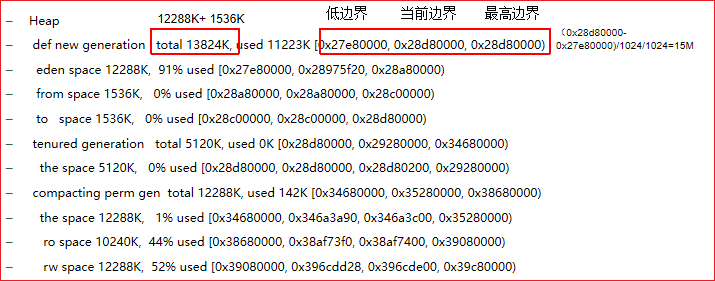 12288K+ 1536K 低边界 当前边界 最高边界
– Heap
– def new generation total 13824K, used 11223K [0x27e80000, 0x28d80000, 0x28d80000)
(0x28d80000-
0x27e80000)/1024/1024=15M
– eden space 12288K, 91% used [0x27e80000, 0x28975f20, 0x28a80000)
– from space 1536K, 0% used [0x28a80000, 0x28a80000, 0x28c00000)
– to space 1536K, 0% used [0x28c00000, 0x28c00000, 0x28d80000)
– tenured generation total 5120K, used 0K [0x28d80000, 0x29280000, 0x34680000)
– the space 5120K, 0% used [0x28d80000, 0x28d80000, 0x28d80200, 0x29280000)
– compacting perm gen total 12288K, used 142K [0x34680000, 0x35280000, 0x38680000)
– the space 12288K, 1% used [0x34680000, 0x346a3a90, 0x346a3c00, 0x35280000)
– ro space 10240K, 44% used [0x38680000, 0x38af73f0, 0x38af7400, 0x39080000)
– rw space 12288K, 52% used [0x39080000, 0x396cdd28, 0x396cde00, 0x39c80000)